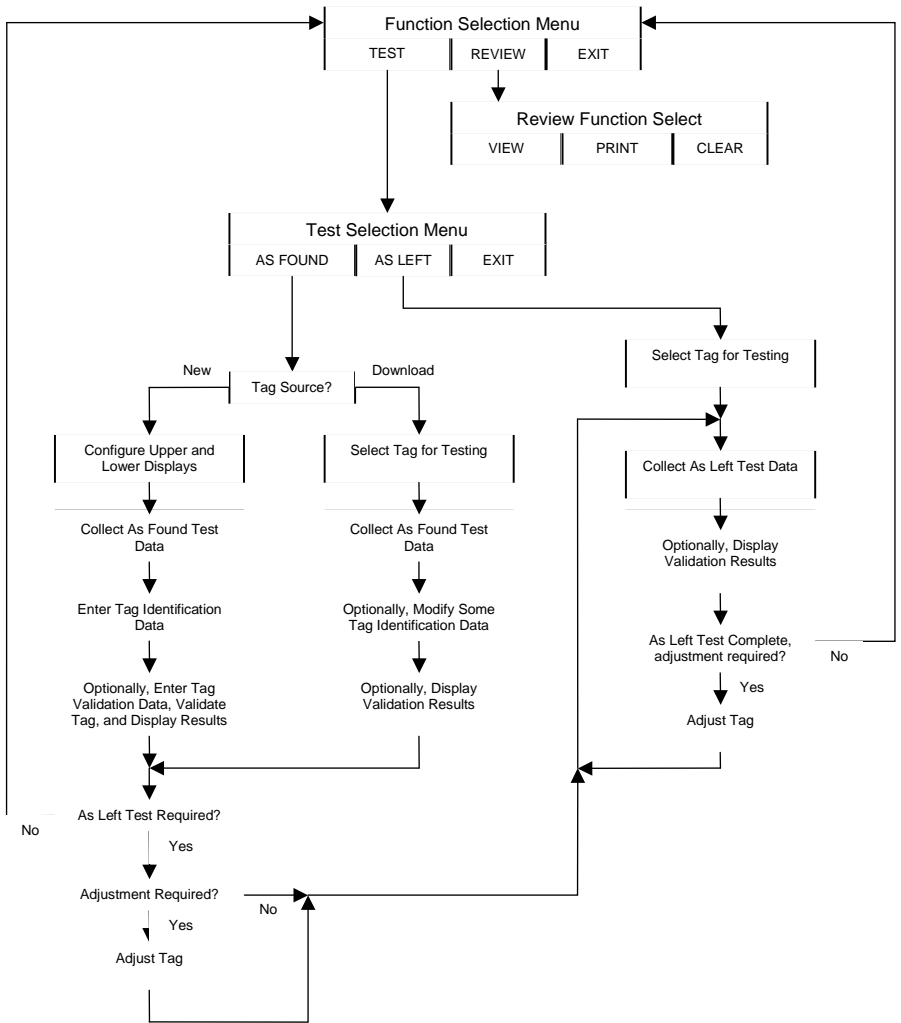 Function Selection Menu
TEST
REVIEW
EXIT
Review Function Select
VIEW
PRINT
CLEAR
Test Selection Menu
AS FOUND
AS LEFT
EXIT
Select Tag for Testing
New
Tag Source?
Download
Configure Upper and
Lower Displays
Select Tag for Testing
Collect As Left Test Data
Collect As Found Test
Data
Collect As Found Test
Data
Optionally, Display
Validation Results
Enter Tag Identification
Data
Optionally, Modify Some
Tag Identification Data
As Left Test Complete,
adjustment required?
No
Yes
Optionally, Enter Tag
Validation Data, Validate
Tag, and Display Results
Optionally, Display
Validation Results
Adjust Tag
As Left Test Required?
No
Yes
Adjustment Required?
No
Yes
Adjust Tag